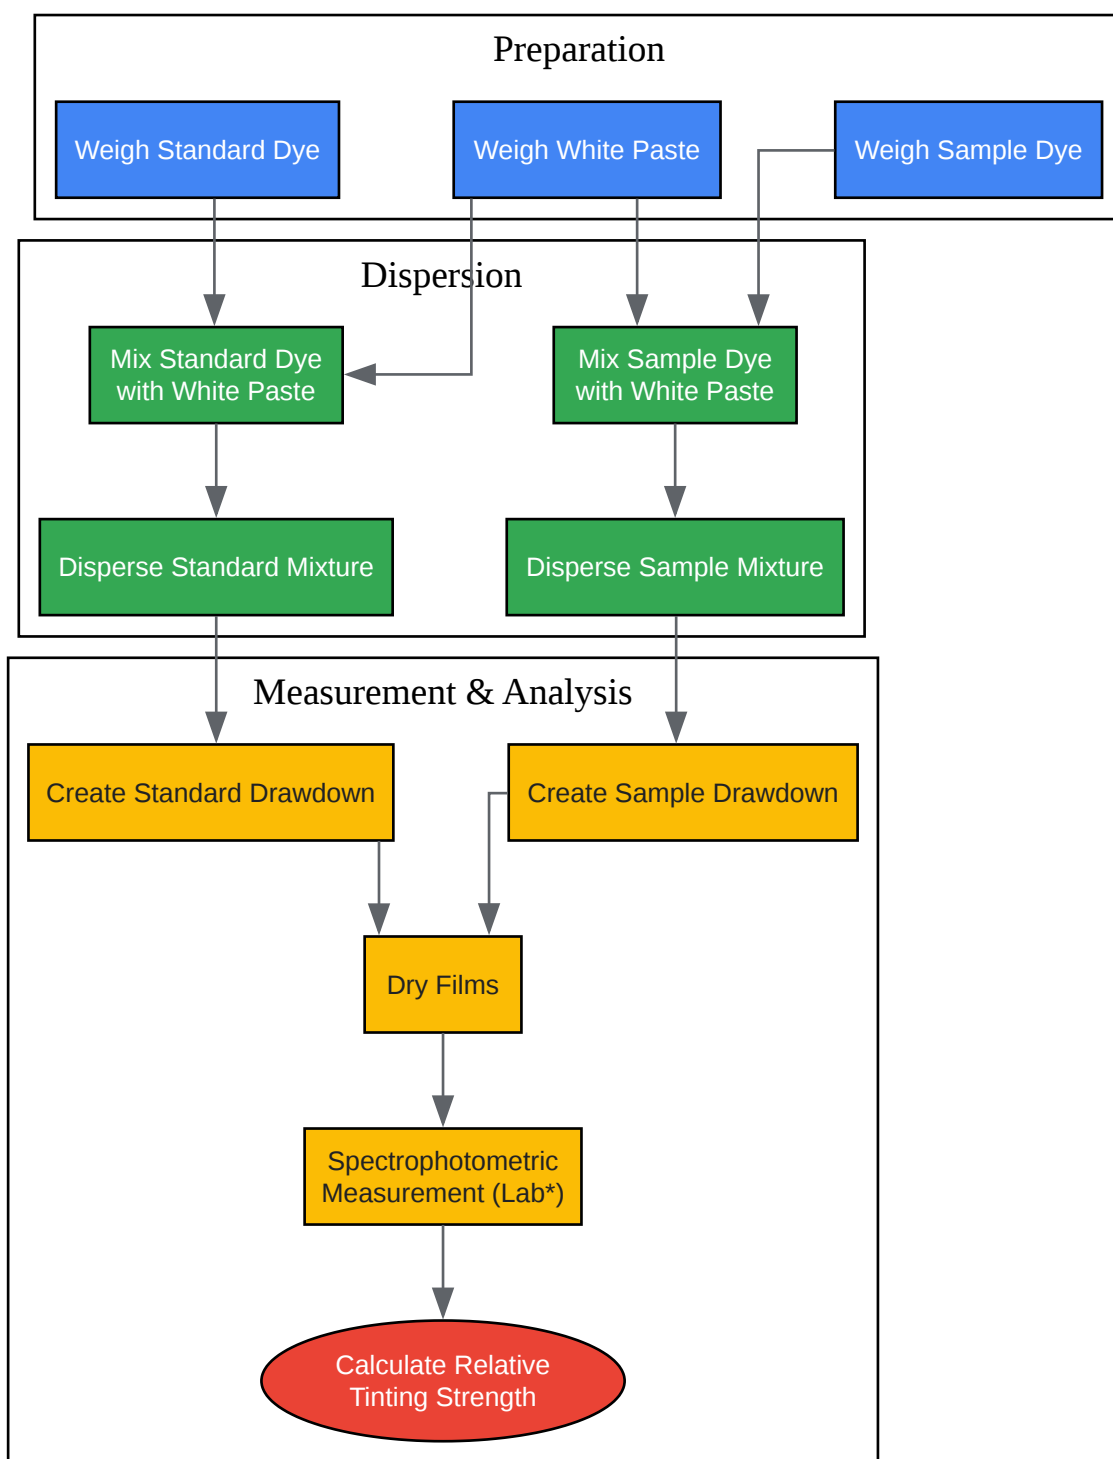 Preparation
Weigh Standard Dye
Weigh White Paste
Weigh Sample Dye
Dispersion
Mix Standard Dye
with White Paste
Mix Sample Dye
with White Paste
Disperse Standard Mixture
Disperse Sample Mixture
Measurement & Analysis
Create Standard Drawdown
Create Sample Drawdown
Dry Films
Spectrophotometric
Measurement (Lab*)
Calculate Relative
Tinting Strength